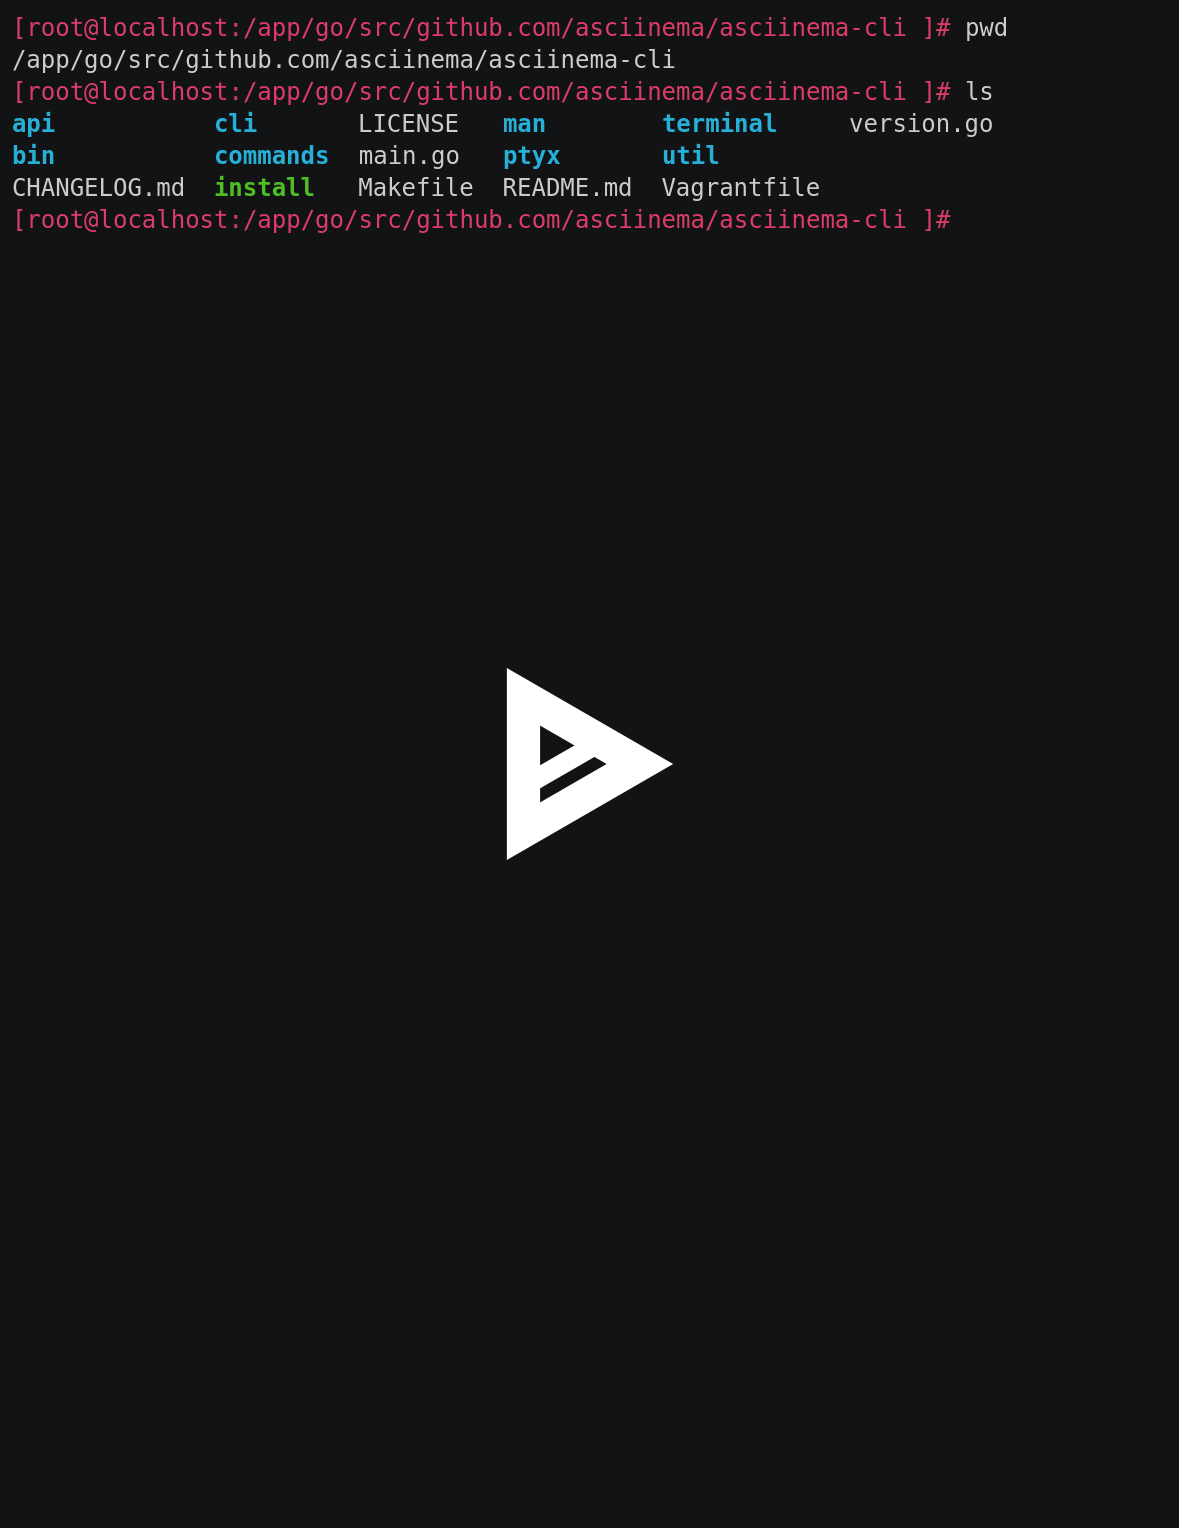 [root@localhost:/app/go/src/github.com/asciinema/asciinema-cli ]# pwd
/app/go/src/github.com/asciinema/asciinema-cli
[root@localhost:/app/go/src/github.com/asciinema/asciinema-cli ]# ls
api           cli       LICENSE   man        terminal     version.go
bin           commands  main.go   ptyx       util
CHANGELOG.md  install   Makefile  README.md  Vagrantfile
[root@localhost:/app/go/src/github.com/asciinema/asciinema-cli ]#